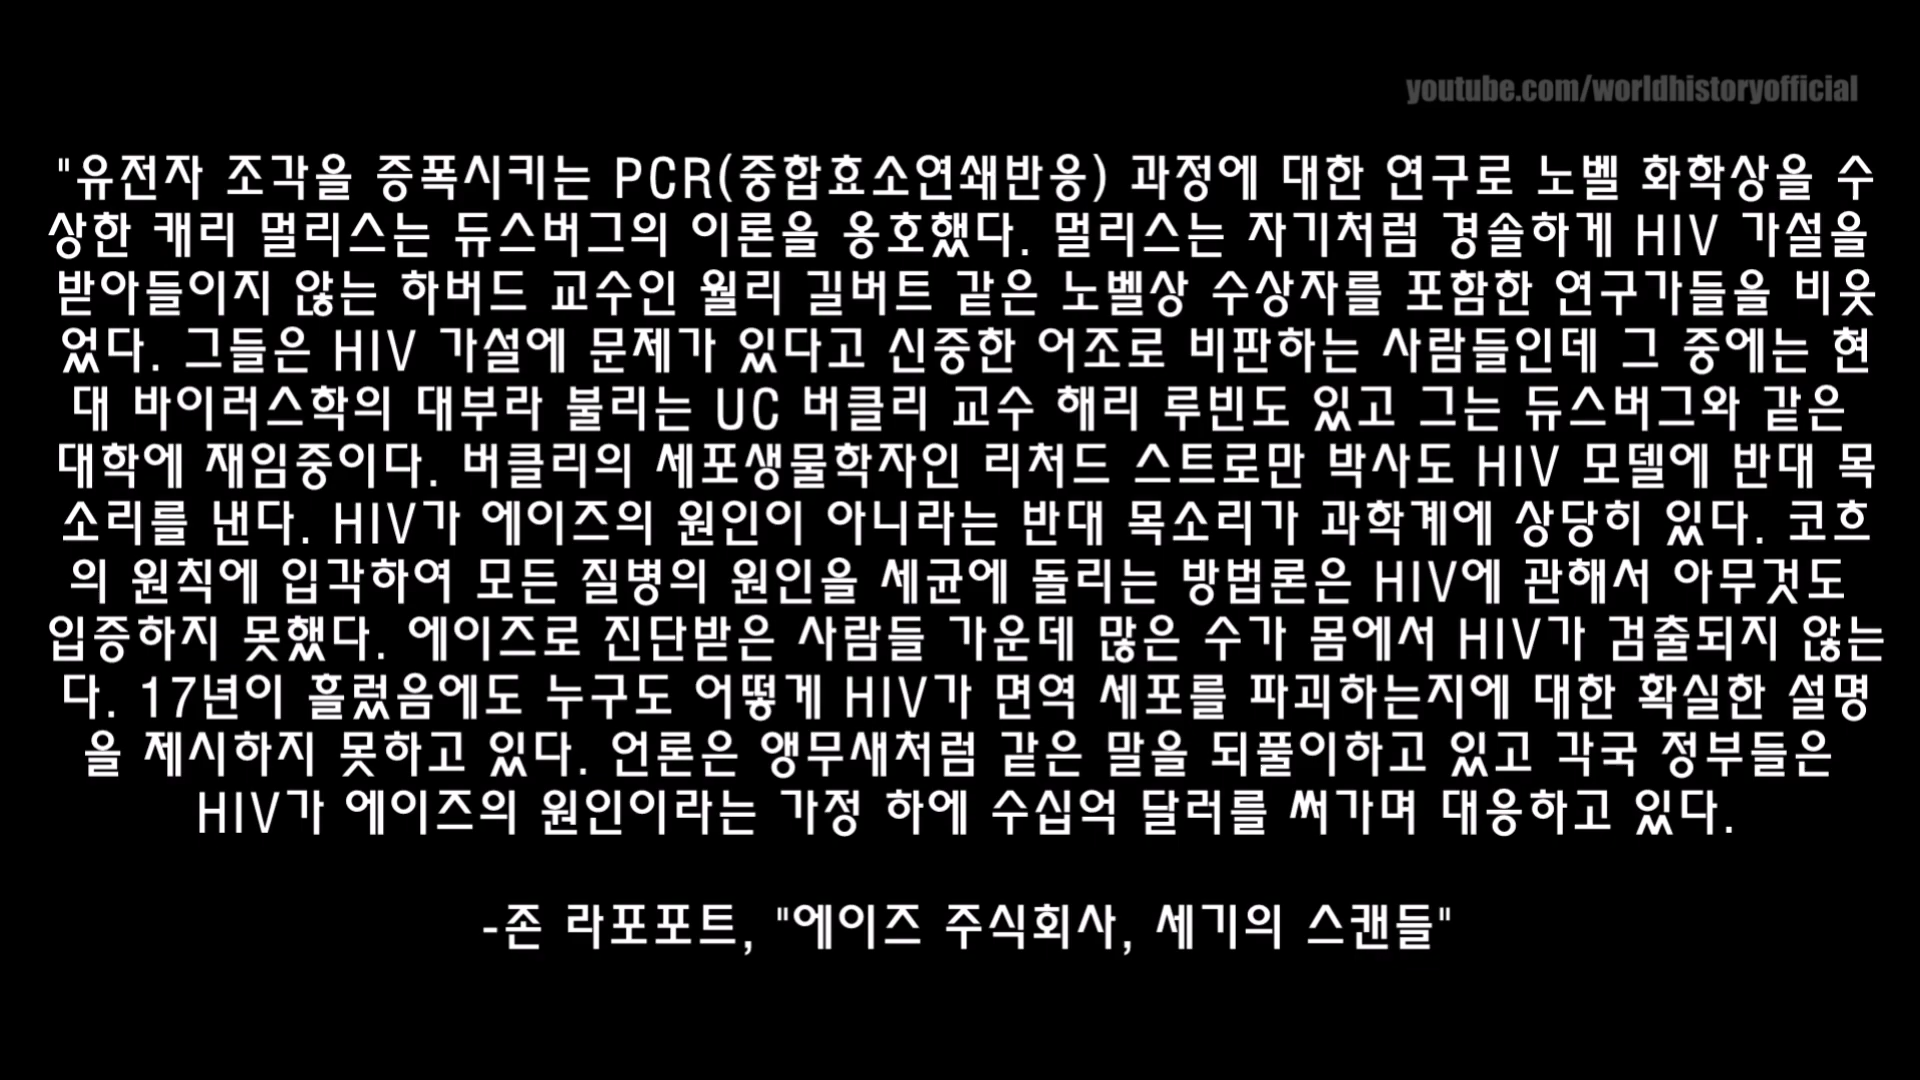 youtube.com/worldhistoryofficial
"유전자 조각을 증폭시키는 PCR(중합효소연쇄반응) 과정에 대한 연구로 노벨 화학상을 수
상한 캐리 멀리스는 듀스버그의 이론을 옹호했다. 멀리스는 자기처럼 경솔하게 HIV 가설을
받아들이지 않는 하버드 교수인 월리 길버트 같은 노벨상 수상자를 포함한 연구가들을 비웃
었다. 그들은 HIV 가설에 문제가 있다고 신중한 어조로 비판하는 사람들인데 그 중에는 현
대 바이러스학의 대부라 불리는 UC 버클리 교수 해리 루빈도 있고 그는 듀스버그와 같은
대학에 재임중이다. 버클리의 세포생물학자인 리처드 스트로만 박사도 HIV 모델에 반대 목
소리를 낸다. HIV가 에이즈의 원인이 아니라는 반대 목소리가 과학계에 상당히 있다. 코흐
의 원칙에 입각하여 모든 질병의 원인을 세균에 돌리는 방법론은 HIV에 관해서 아무것도
입증하지 못했다. 에이즈로 진단받은 사람들 가운데 많은 수가 몸에서 HIV가 검출되지 않는
다. 17년이 흘렀음에도 누구도 어떻게 HIV가 면역 세포를 파괴하는지에 대한 확실한 설명
을 제시하지 못하고 있다. 언론은 앵무새처럼 같은 말을 되풀이하고 있고 각국 정부들은
HIV가 에이즈의 원인이라는 가정 하에 수십억 달러를 써가며 대응하고 있다.
-존 라포포트, "에이즈 주식회사, 세기의 스캔들"